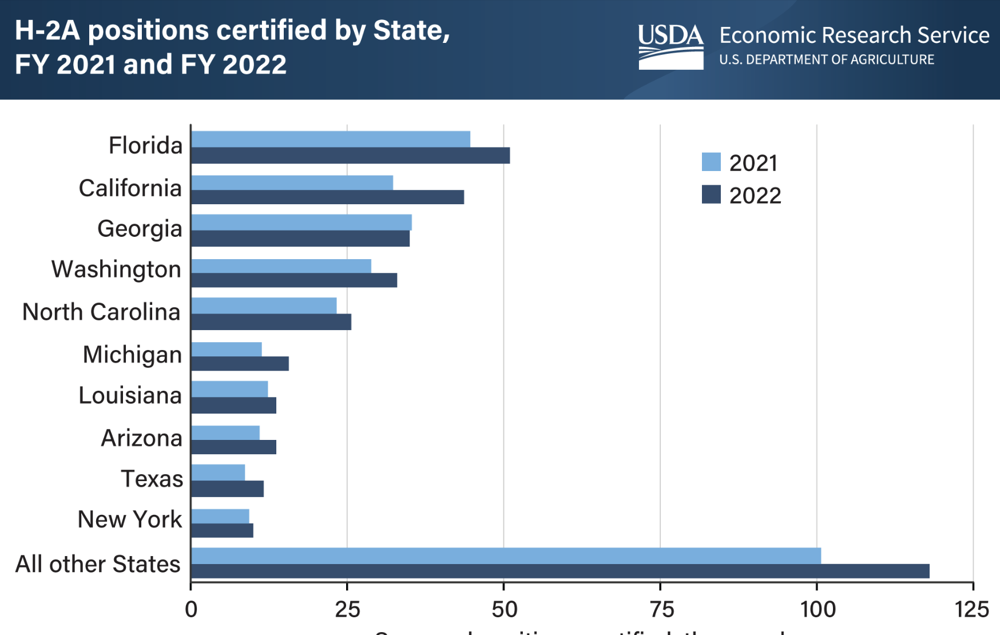 H-2A positions certified by State,
FY 2021 and FY 2022
USDA
Economic Research Service
U.S. DEPARTMENT OF AGRICULTURE
2021
2022
Florida
California
Georgia
Washington
North Carolina
Michigan
Louisiana
Arizona
Texas
New York
All other States
0 25 50 75 100 125